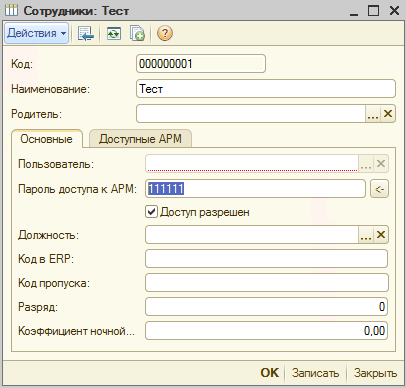 Сотрудники: Тест
Действия
Код: 000000001
Наименование: Тест
Родитель: ... ×
Основные Доступные АРМ
Пользователь: ... ×
Пароль доступа к АРМ: 111111 <-
Доступ разрешен
Должность: ... ×
Код в ERP:
Код пропуска:
Разряд: 0
Коэффициент ночной... 0,00
OK Записать Закрыть